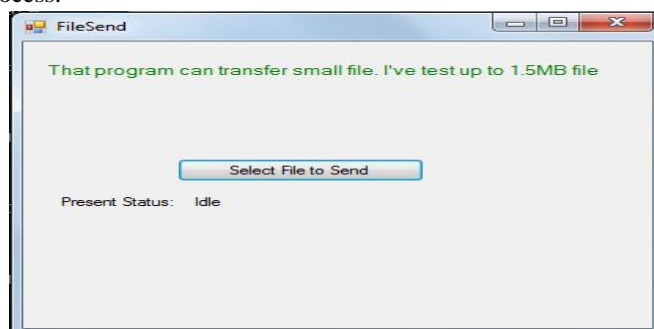 FileSend
That program can transfer small file. I've test up to 1.5MB file
Select File to Send
Present Status: Idle